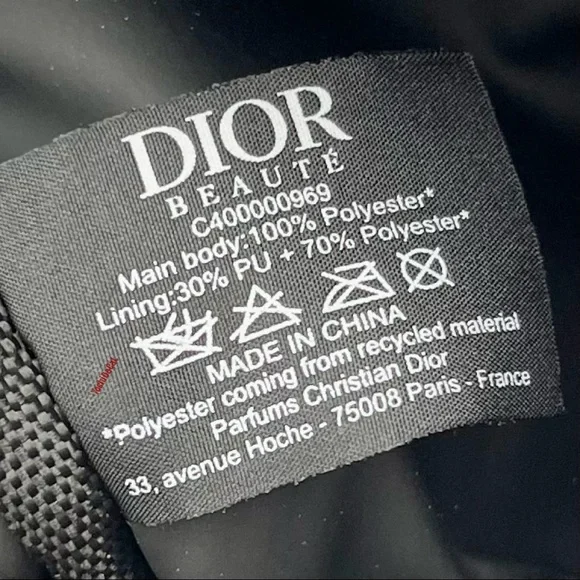 DIOR
BEAUTÉ
C400000969
Main body:100% Polyester*
Lining:30% PU + 70% Polyester*
MADE IN CHINA
*Polyester coming from recycled material
Parfums Christian Dior
33, avenue Hoche - 75008 Paris - France